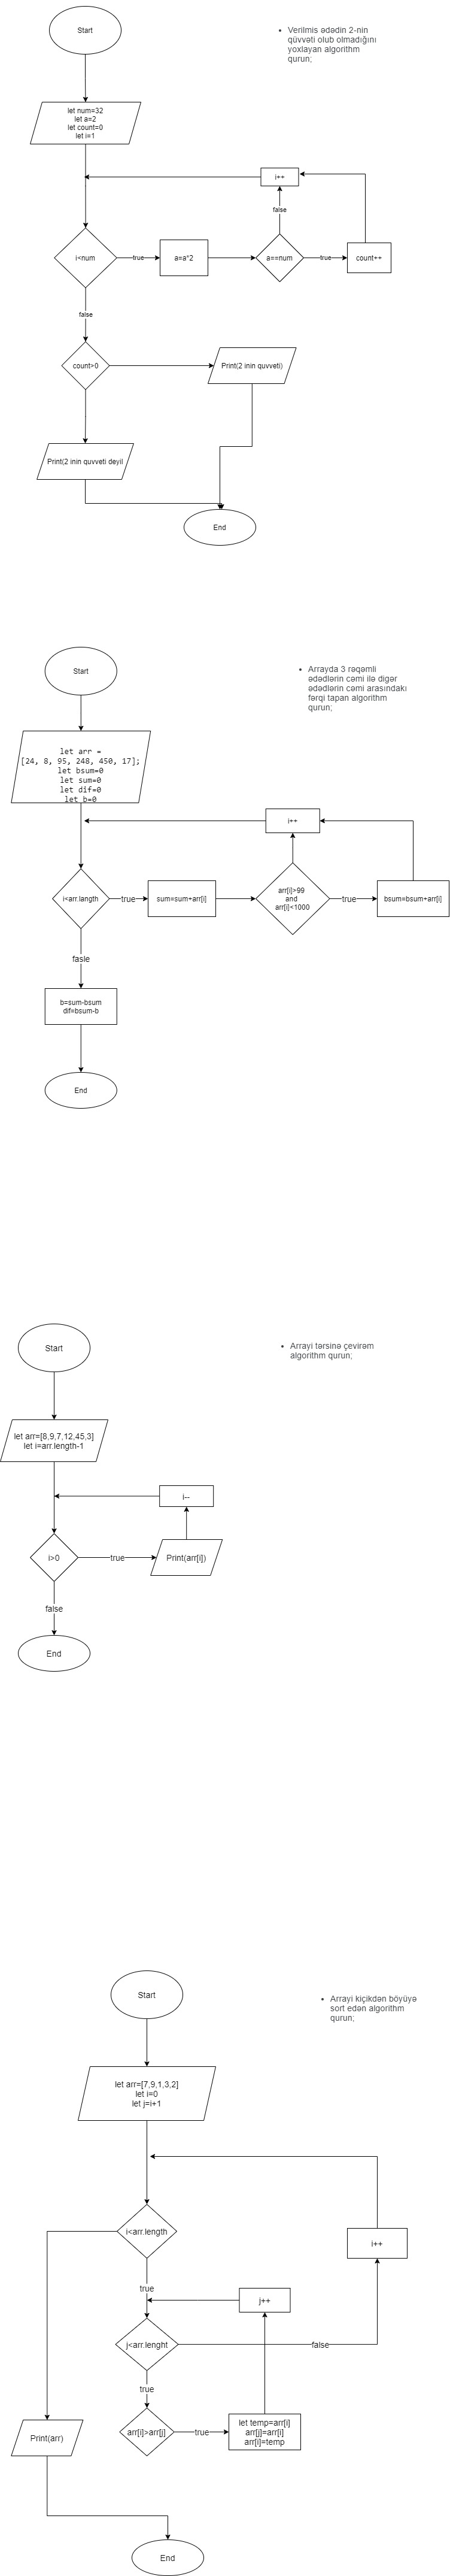 Start
Verilmis ədədin 2-nin
qüvvəti olub olmadığını
yoxlayan algorithm
qurun;
let num=32
let a=2
let count=0
let i=1
i++
false
i<num
true
a=a*2
a==num
true
count++
false
count>0
Print(2 inin quvveti)
Print(2 inin quvveti deyil
End
Start
Arrayda 3 rəqəmli
ədədlərin cəmi ilə digər
ədədlərin cəmi arasındakı
fərqi tapan algorithm
qurun;
let arr =
[24, 8, 95, 248, 450, 17];
let bsum=0
let sum=0
let dif=0
let b=0
i++
i<arr.langth
true
sum=sum+arr[i]
arr[i]>99
and
arr[i]<1000
true
bsum=bsum+arr[i]
fasle
b=sum-bsum
dif=bsum-b
End
Start
Arrayi tərsinə çevirəm
algorithm qurun;
let arr=[8,9,7,12,45,3]
let i=arr.length-1
i--
i>0
true
Print(arr[i])
false
End
Start
Arrayi kiçikdən böyüyə
sort edən algorithm
qurun;
let arr=[7,9,1,3,2]
let i=0
let j=i+1
i<arr.length
i++
true
j++
j<arr.lenght
false
true
arr[i]>arr[j]
true
let temp=arr[i]
arr[j]=arr[i]
arr[i]=temp
Print(arr)
End